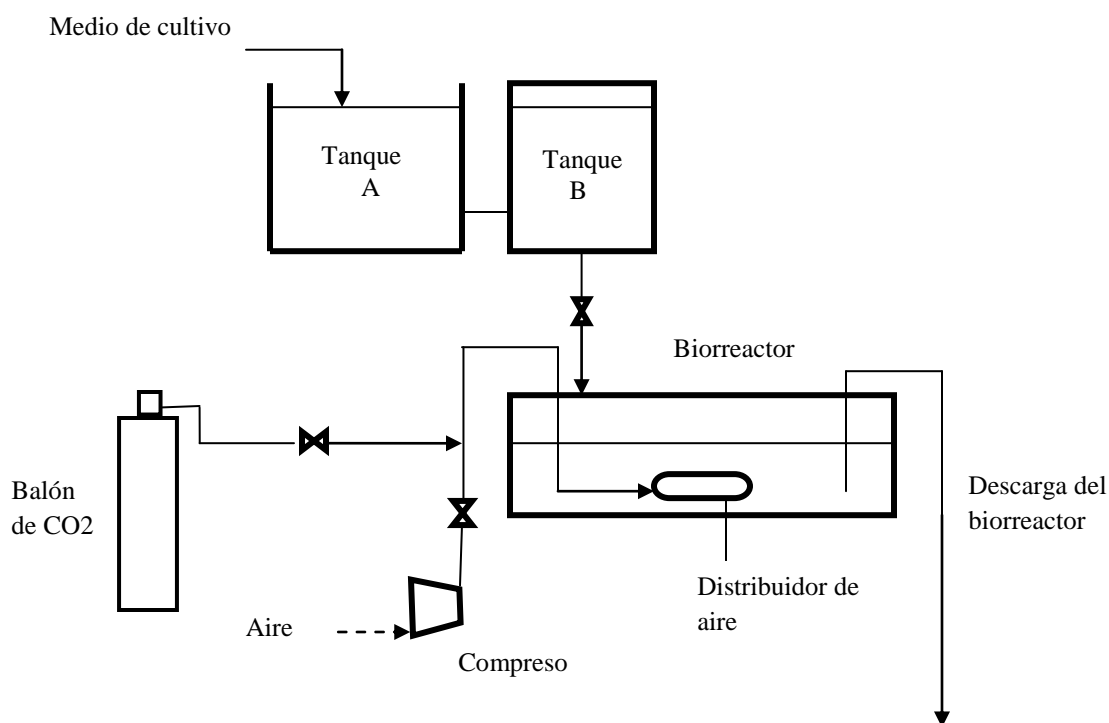 Medio de cultivo
Tanque
A
Tanque
B
Biorreactor
Balón
de CO2
Descarga del
biorreactor
Distribuidor de
aire
Aire
Compreso